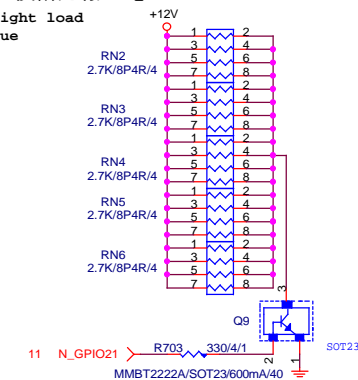 ight load
ue
+12V
1 2
3 4
RN2
5 6
2.7K/8P4R/4
7 8
1 2
3 4
RN3
5 6
2.7K/8P4R/4
7 8
1 2
3 4
RN4
5 6
2.7K/8P4R/4
7 8
1 2
3 4
RN5
5 6
2.7K/8P4R/4
7 8
1 2
3 4
RN6
5 6
2.7K/8P4R/4
7 8
3
Q9
SOT23
11 N_GPIO21 R703 330/4/1
2 1
MMBT2222A/SOT23/600mA/40